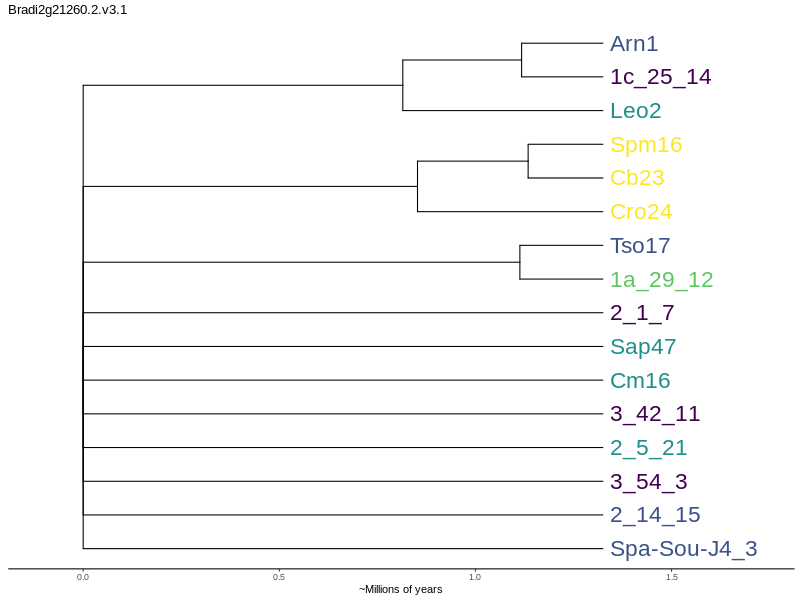 Bradi2g21260.2.v3.1
Arn1
1c_25_14
Leo2
Spm16
Cb23
Cro24
Tso17
1a_29_12
2_1_7
Sap47
Cm16
3_42_11
2_5_21
3_54_3
2_14_15
Spa-Sou-J4_3
0.0 0.5 1.0 1.5
~Millions of years